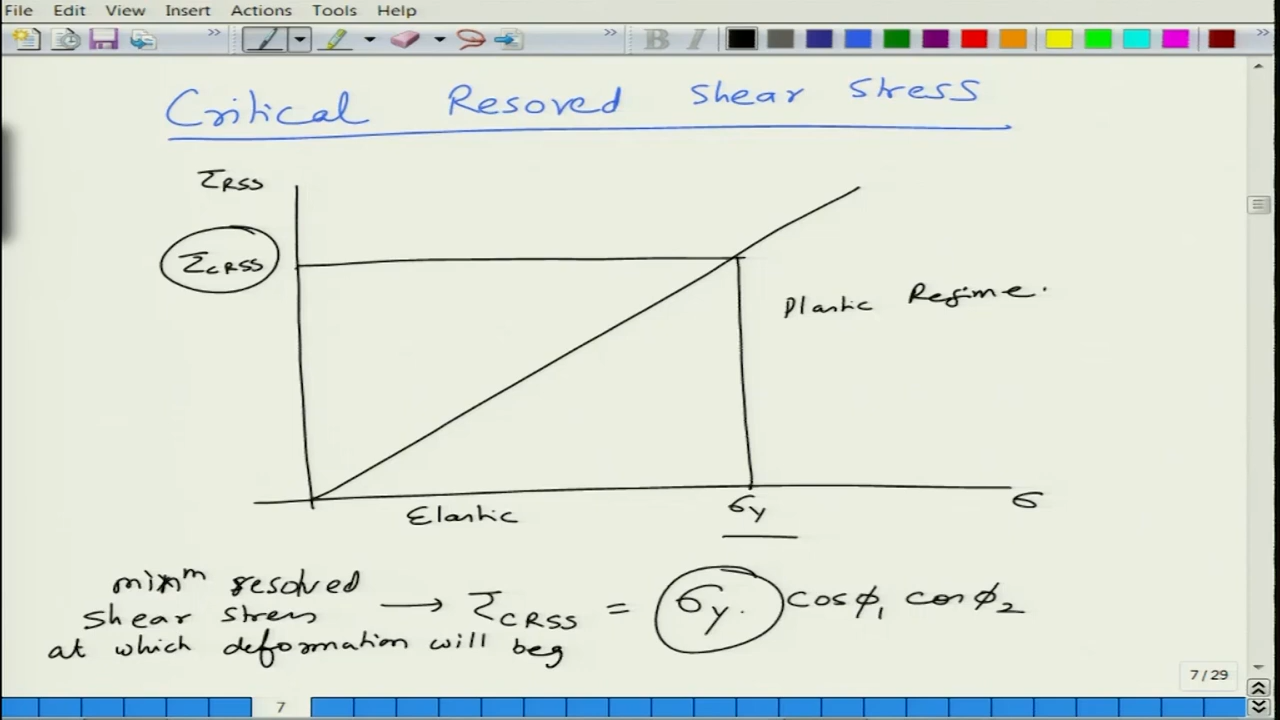 File Edit View Insert Actions Tools Help
B I
Critical Resoved Shear Stress
τRSS
τCRSS
Plastic Regime.
Elastic
σy
σ
minᵐ resolved
shear stress
at which deformation will beg
→ τCRSS = σy. cosϕ₁ cosϕ₂
7 / 29
7